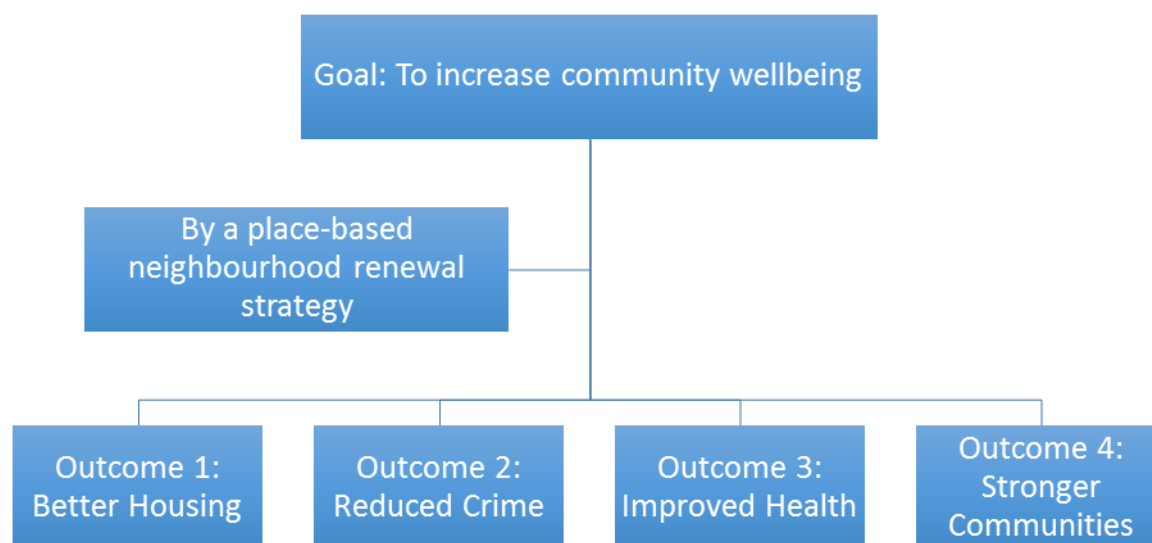 Goal: To increase community wellbeing
By a place-based
neighbourhood renewal
strategy
Outcome 1:
Better Housing
Outcome 2:
Reduced Crime
Outcome 3:
Improved Health
Outcome 4:
Stronger
Communities